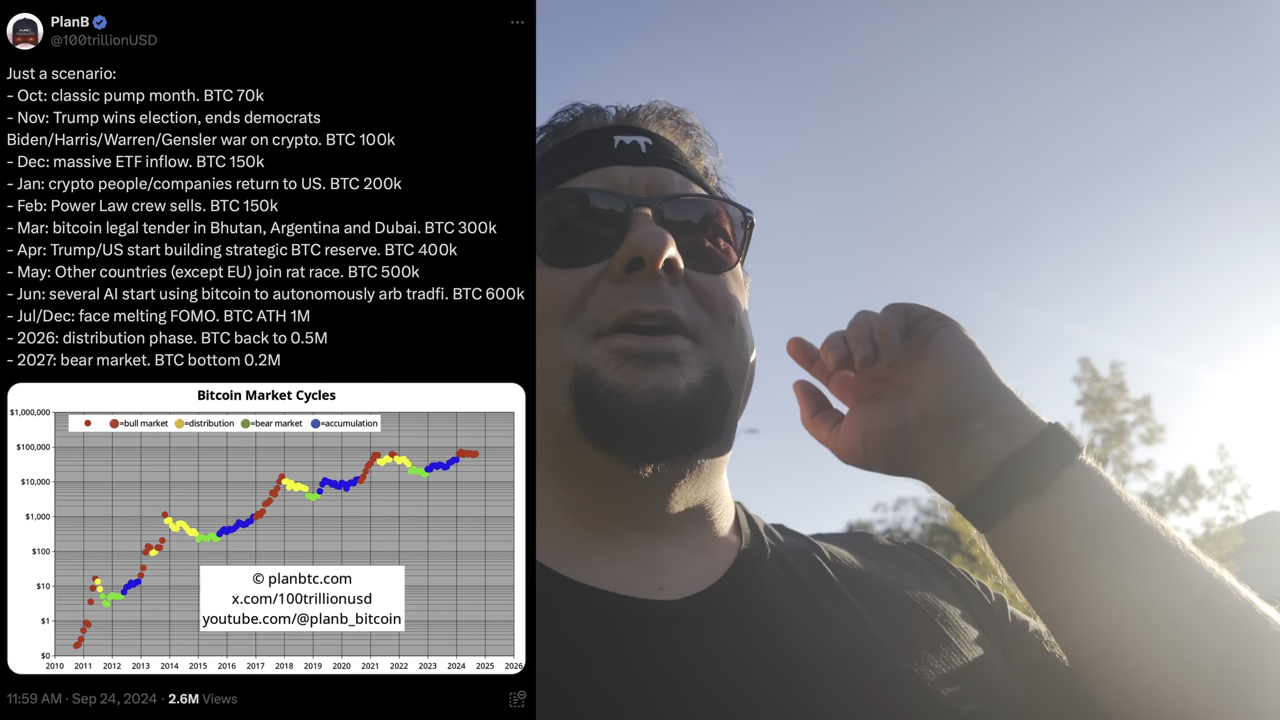 PlanB
@100trillionUSD
Just a scenario:
- Oct: classic pump month. BTC 70k
- Nov: Trump wins election, ends democrats
Biden/Harris/Warren/Gensler war on crypto. BTC 100k
- Dec: massive ETF inflow. BTC 150k
- Jan: crypto people/companies return to US. BTC 200k
- Feb: Power Law crew sells. BTC 150k
- Mar: bitcoin legal tender in Bhutan, Argentina and Dubai. BTC 300k
- Apr: Trump/US start building strategic BTC reserve. BTC 400k
- May: Other countries (except EU) join rat race. BTC 500k
- Jun: several AI start using bitcoin to autonomously arb tradfi. BTC 600k
- Jul/Dec: face melting FOMO. BTC ATH 1M
- 2026: distribution phase. BTC back to 0.5M
- 2027: bear market. BTC bottom 0.2M
Bitcoin Market Cycles
=bull market =distribution =bear market =accumulation
$1,000,000
$100,000
$10,000
$1,000
$100
$10
$1
$0
© planbtc.com
x.com/100trillionusd
youtube.com/@planb_bitcoin
2010 2011 2012 2013 2014 2015 2016 2017 2018 2019 2020 2021 2022 2023 2024 2025 2026
11:59 AM · Sep 24, 2024 · 2.6M Views